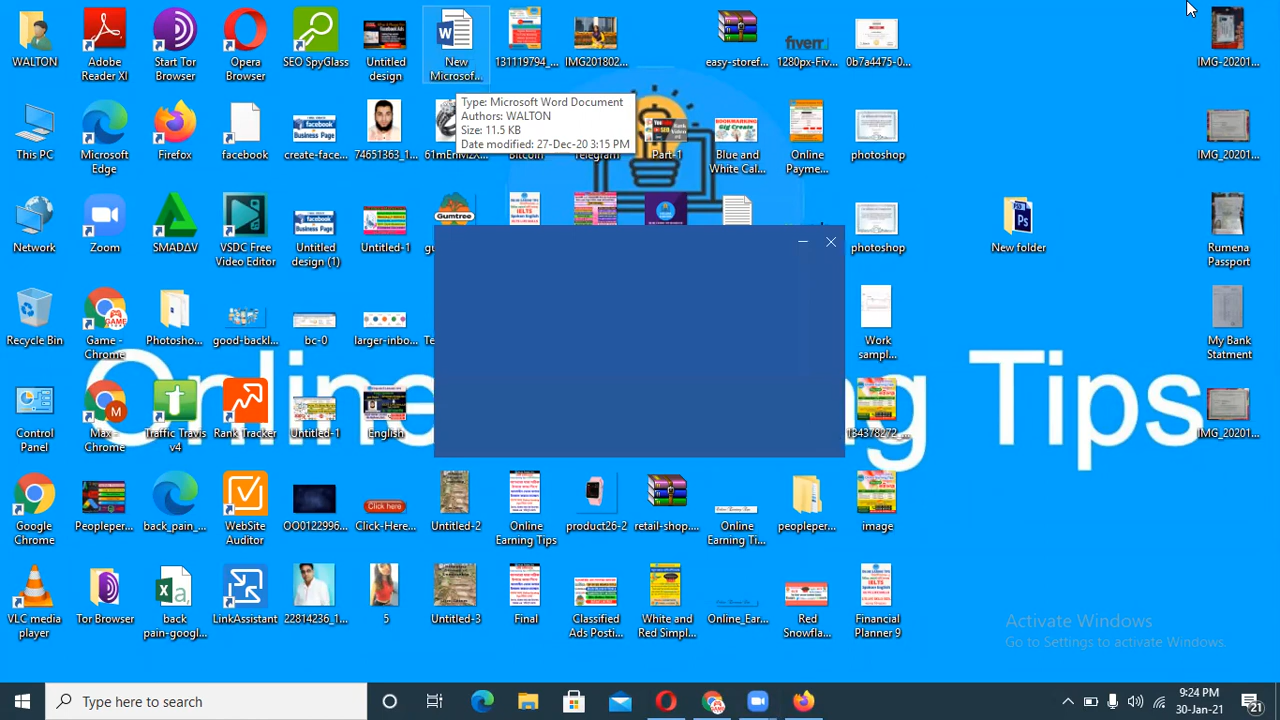 WALTON
Adobe Reader XI
Start Tor Browser
Opera Browser
SEO SpyGlass
Untitled design
New Microsof...
131119794_...
IMG201802...
easy-storef...
fiverr
1280px-Fiv...
0b7a4475-0...
IMG-20201...
Type: Microsoft Word Document
Authors: WALTON
Size: 11.5 KB
Date modified: 27-Dec-20 3:15 PM
This PC
Microsoft Edge
Firefox
facebook
create-face...
74651363_1...
Part-1
Blue and White Cal...
Online Payme...
photoshop
IMG_20201...
Network
Zoom
SMADΔV
VSDC Free Video Editor
Untitled design (1)
Untitled-1
Gumtree
photoshop
New folder
Rumena Passport
Recycle Bin
Game - Chrome
Photosho...
good-backl...
bc-0
larger-inbo...
Work sampl...
My Bank Statment
Tips
Control Panel
Max - Chrome
Traffic Travis v4
Rank Tracker
Untitled-1
English
134378272_...
IMG_20201...
Google Chrome
Peopleper...
back_pain_...
WebSite Auditor
OO0122996...
Click-Here...
Untitled-2
Online Earning Tips
product26-2
retail-shop....
Online Earning Ti...
peopleper...
image
VLC media player
Tor Browser
back pain-googl...
LinkAssistant
22814236_1...
5
Untitled-3
Final
Classified Ads Posti...
White and Red Simpl...
Online_Ear...
Red Snowfla...
Financial Planner 9
Activate Windows
Go to Settings to activate Windows.
Type here to search
9:24 PM
30-Jan-21
21